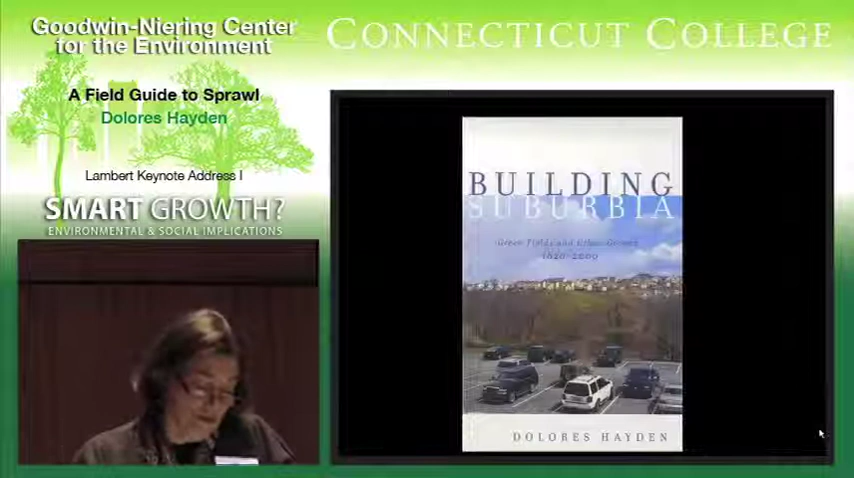 Goodwin-Niering Center
for the Environment
CONNECTICUT COLLEGE
A Field Guide to Sprawl
Dolores Hayden
Lambert Keynote Address I
SMART GROWTH?
ENVIRONMENTAL & SOCIAL IMPLICATIONS
BUILDING
SUBURBIA
Green Fields and Urban Growth
1820–2000
DOLORES HAYDEN